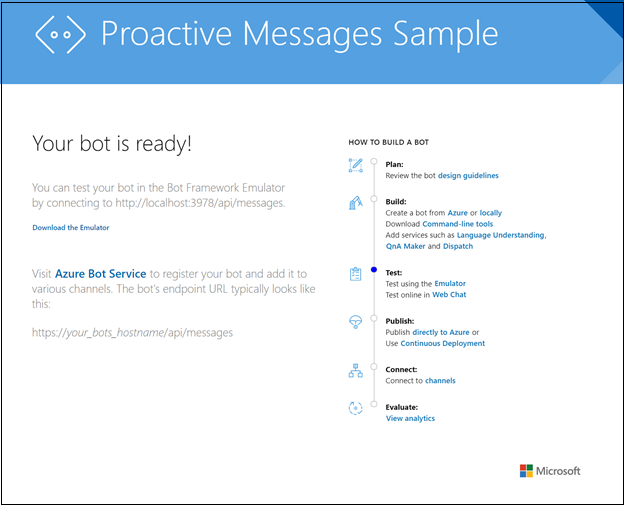 Proactive Messages Sample
Your bot is ready!
You can test your bot in the Bot Framework Emulator
by connecting to http://localhost:3978/api/messages.
Download the Emulator
Visit Azure Bot Service to register your bot and add it to
various channels. The bot's endpoint URL typically looks like
this:
https://your_bots_hostname/api/messages
HOW TO BUILD A BOT
Plan:
Review the bot design guidelines
Build:
Create a bot from Azure or locally
Download Command-line tools
Add services such as Language Understanding,
QnA Maker and Dispatch
Test:
Test using the Emulator
Test online in Web Chat
Publish:
Publish directly to Azure or
Use Continuous Deployment
Connect:
Connect to channels
Evaluate:
View analytics
Microsoft